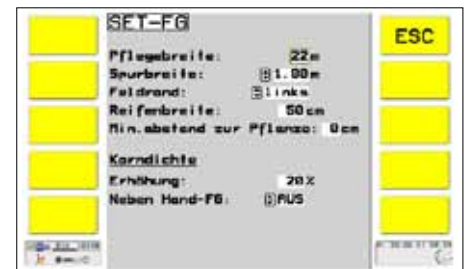 SET-FG
ESC
Pflegebreite: 22m
Spurbreite: 1.80m
Feldrand: links
Reifenbreite: 50cm
Min.abstand zur Pflanze: 0cm
Korndichte
Erhöhung: 20%
Neben Hand-FG: AUS